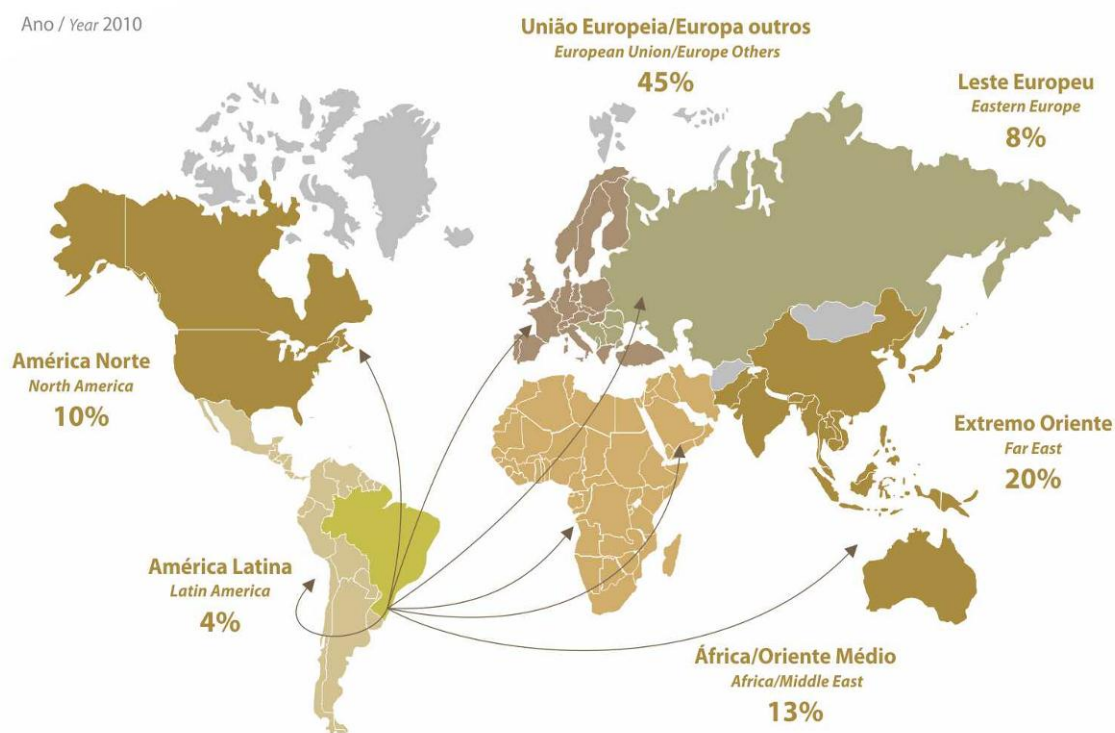 Ano / Year 2010
União Europeia/Europa outros
European Union/Europe Others
45%
Leste Europeu
Eastern Europe
8%
América Norte
North America
10%
Extremo Oriente
Far East
20%
América Latina
Latin America
4%
África/Oriente Médio
Africa/Middle East
13%